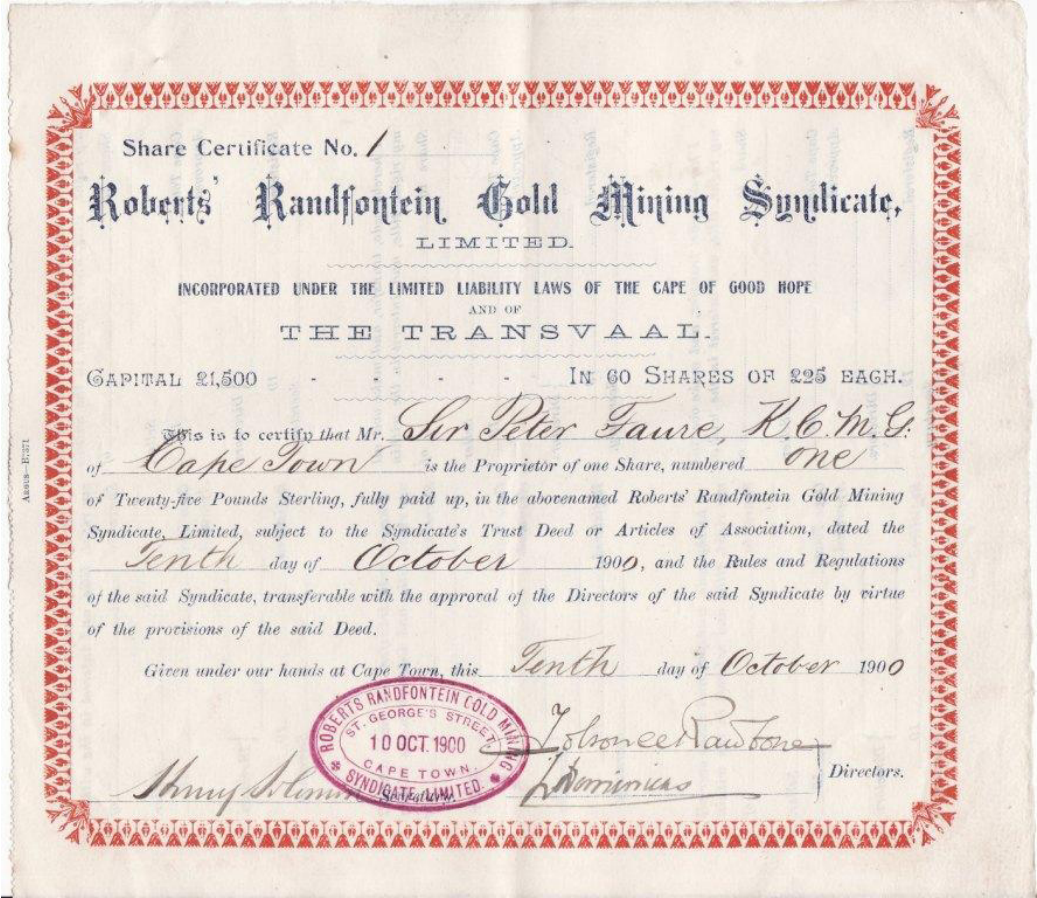 Share Certificate No. 1
Roberts' Randfontein Gold Mining Syndicate,
LIMITED.
INCORPORATED UNDER THE LIMITED LIABILITY LAWS OF THE CAPE OF GOOD HOPE
AND OF
THE TRANSVAAL.
CAPITAL £1,500 - - - - IN 60 SHARES OF £25 EACH.
This is to certify that Mr. Sir Peter Faure, K.C.M.G.
of Cape Town is the Proprietor of one Share, numbered one
of Twenty-five Pounds Sterling, fully paid up, in the abovenamed Roberts' Randfontein Gold Mining
Syndicate, Limited, subject to the Syndicate's Trust Deed or Articles of Association, dated the
Tenth day of October 1900, and the Rules and Regulations
of the said Syndicate, transferable with the approval of the Directors of the said Syndicate by virtue
of the provisions of the said Deed.
Given under our hands at Cape Town, this Tenth day of October 1900
ROBERTS RANDFONTEIN GOLD MINING
ST. GEORGE'S STREET
10 OCT. 1900
CAPE TOWN.
SYNDICATE LIMITED.
Secretary.
Directors.
ARGUS—E:371